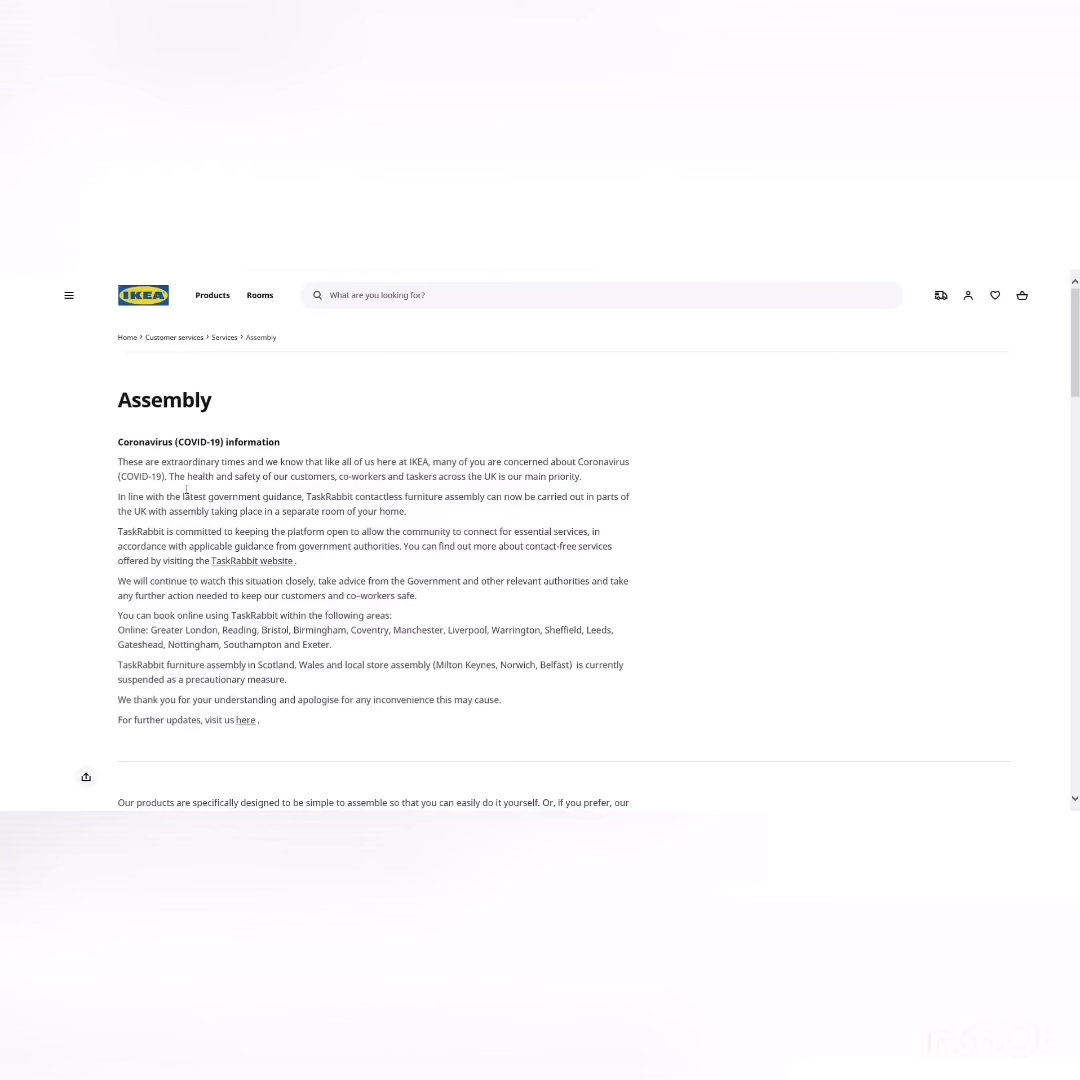 IKEA Products Rooms What are you looking for?
Home > Customer services > Services > Assembly
Assembly
Coronavirus (COVID-19) information
These are extraordinary times and we know that like all of us here at IKEA, many of you are concerned about Coronavirus
(COVID-19). The health and safety of our customers, co-workers and taskers across the UK is our main priority.
In line with the latest government guidance, TaskRabbit contactless furniture assembly can now be carried out in parts of
the UK with assembly taking place in a separate room of your home.
TaskRabbit is committed to keeping the platform open to allow the community to connect for essential services, in
accordance with applicable guidance from government authorities. You can find out more about contact-free services
offered by visiting the TaskRabbit website .
We will continue to watch this situation closely, take advice from the Government and other relevant authorities and take
any further action needed to keep our customers and co–workers safe.
You can book online using TaskRabbit within the following areas:
Online: Greater London, Reading, Bristol, Birmingham, Coventry, Manchester, Liverpool, Warrington, Sheffield, Leeds,
Gateshead, Nottingham, Southampton and Exeter.
TaskRabbit furniture assembly in Scotland, Wales and local store assembly (Milton Keynes, Norwich, Belfast) is currently
suspended as a precautionary measure.
We thank you for your understanding and apologise for any inconvenience this may cause.
For further updates, visit us here .
Our products are specifically designed to be simple to assemble so that you can easily do it yourself. Or, if you prefer, our